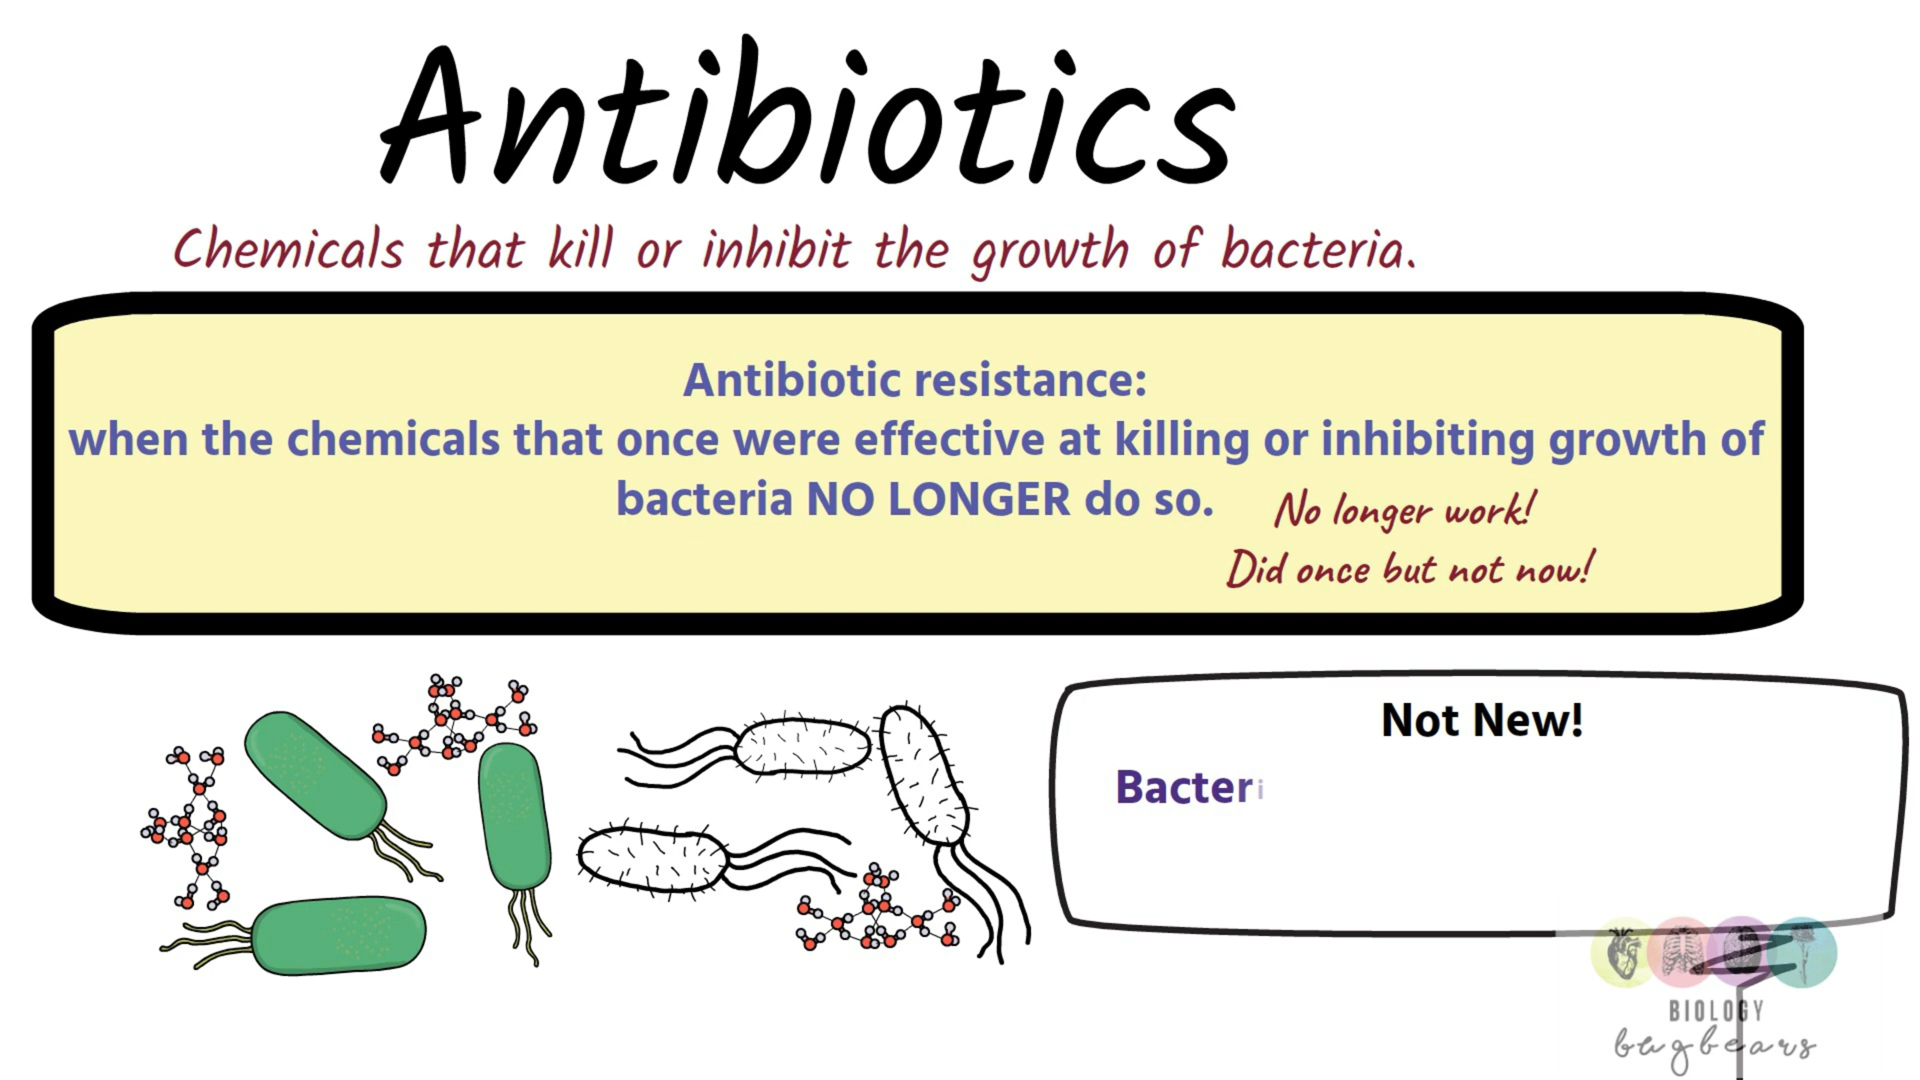 Antibiotics
Chemicals that kill or inhibit the growth of bacteria.
Antibiotic resistance:
when the chemicals that once were effective at killing or inhibiting growth of
bacteria NO LONGER do so.
No longer work!
Did once but not now!
Not New!
Bacteri
BIOLOGY
bugbears